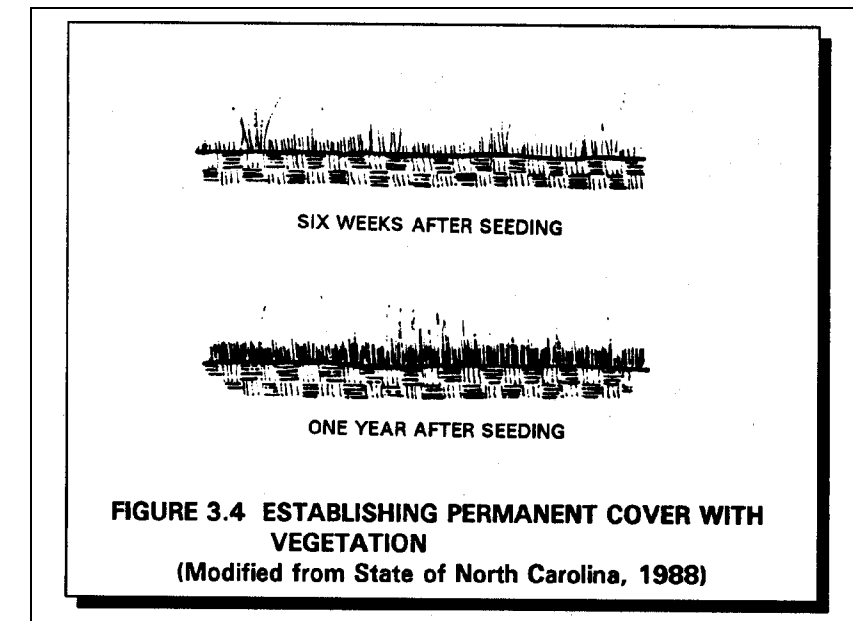 SIX WEEKS AFTER SEEDING
ONE YEAR AFTER SEEDING
FIGURE 3.4 ESTABLISHING PERMANENT COVER WITH
VEGETATION
(Modified from State of North Carolina, 1988)